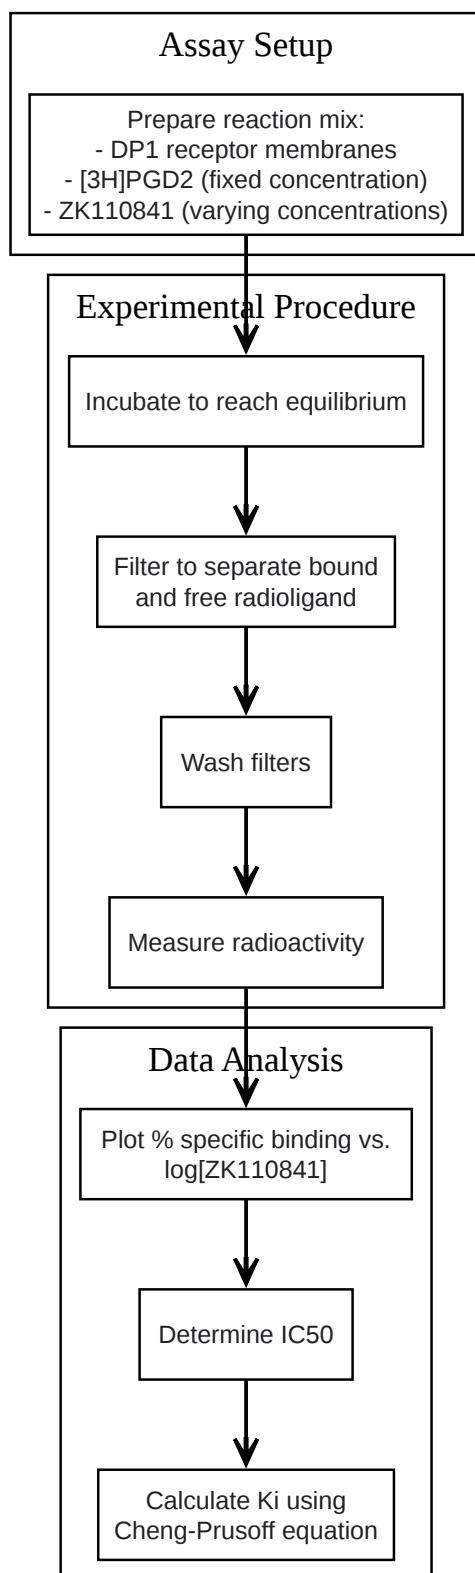 Assay Setup
Prepare reaction mix:
- DP1 receptor membranes
- [3H]PGD2 (fixed concentration)
- ZK110841 (varying concentrations)
Experimental Procedure
Incubate to reach equilibrium
Filter to separate bound
and free radioligand
Wash filters
Measure radioactivity
Data Analysis
Plot % specific binding vs.
log[ZK110841]
Determine IC50
Calculate Ki using
Cheng-Prusoff equation